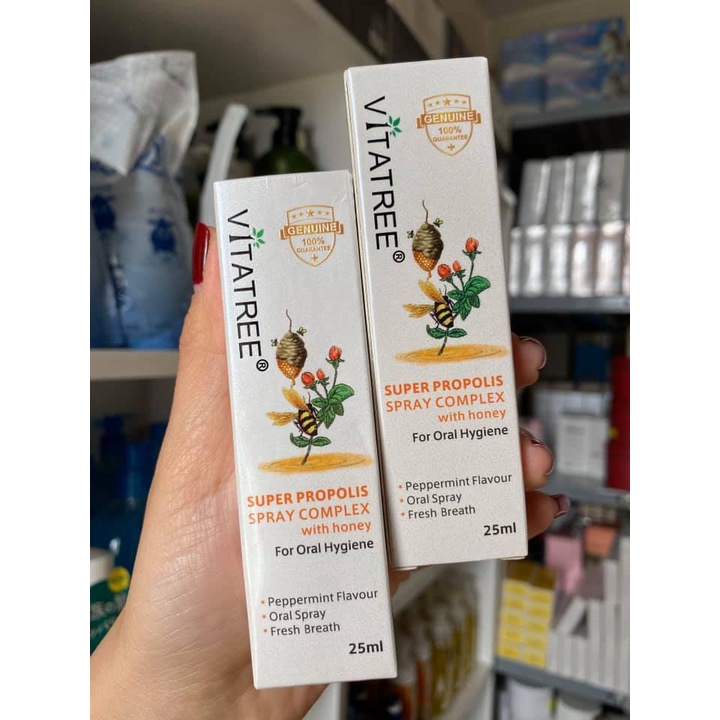 VITATREE®
GENUINE
100%
GUARANTEE
SUPER PROPOLIS
SPRAY COMPLEX
with honey
For Oral Hygiene
• Peppermint Flavour
• Oral Spray
• Fresh Breath
25ml
VITATREE®
GENUINE
100%
GUARANTEE
SUPER PROPOLIS
SPRAY COMPLEX
with honey
For Oral Hygiene
• Peppermint Flavour
• Oral Spray
• Fresh Breath
25ml